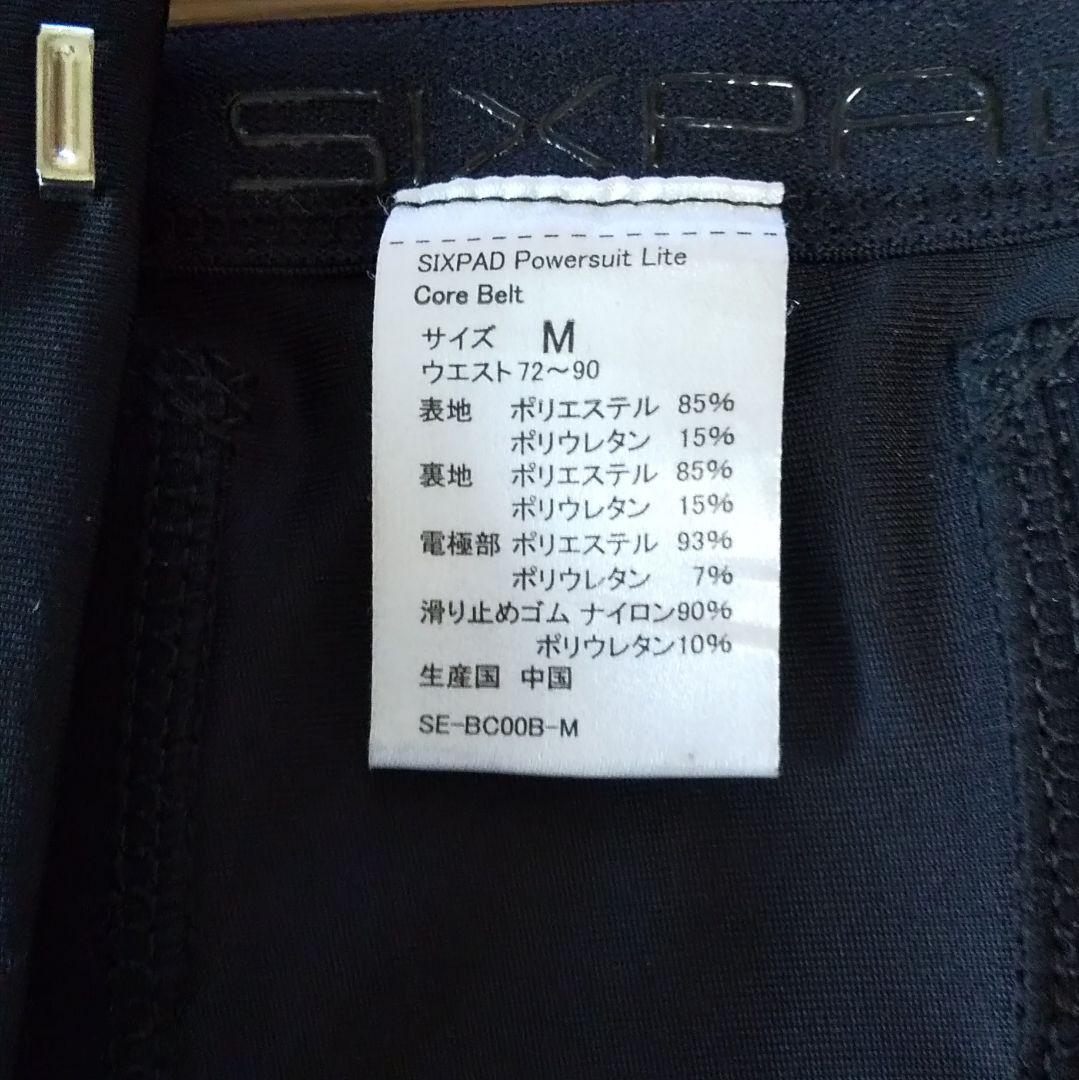 SIXPAD
SIXPAD Powersuit Lite
Core Belt
サイズ M
ウエスト72～90
表地 ポリエステル 85%
ポリウレタン 15%
裏地 ポリエステル 85%
ポリウレタン 15%
電極部 ポリエステル 93%
ポリウレタン 7%
滑り止めゴム ナイロン90%
ポリウレタン10%
生産国 中国
SE-BC00B-M